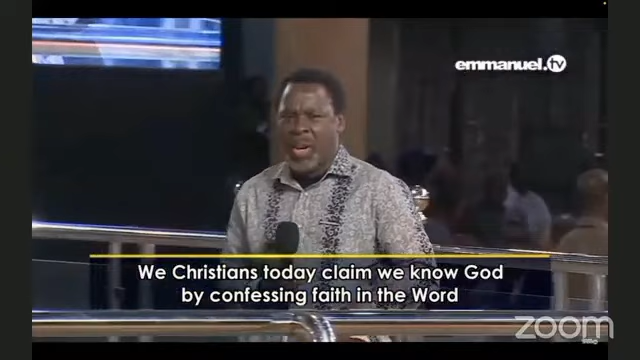 emmanuel.tv
We Christians today claim we know God
by confessing faith in the Word
zoom